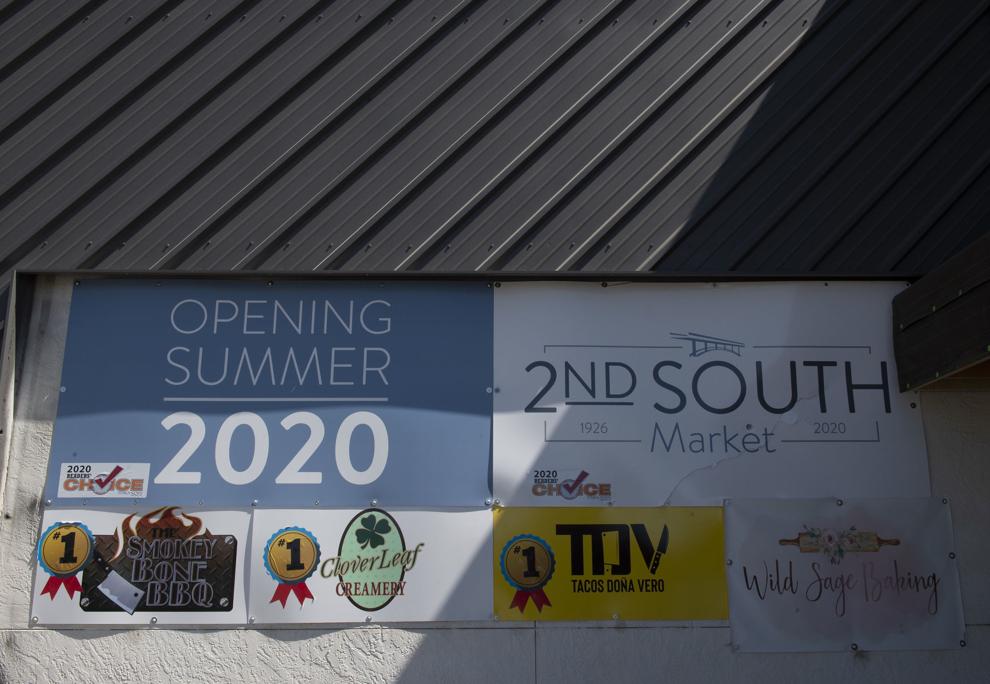 OPENING
SUMMER
2020
2020
READERS'
CHOICE
2ND SOUTH
1926
2020
Market
2020
READERS'
CHOICE
#1
THE
SMOKEY
BONE
BBQ
#1
CloverLeaf
CREAMERY
#1
TDV
TACOS DOÑA VERO
Wild Sage Baking